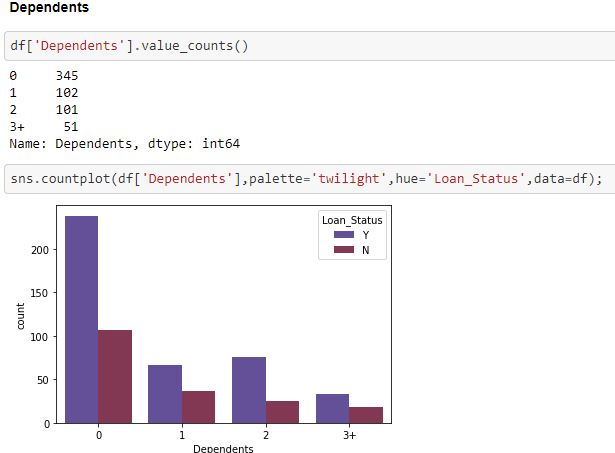 Dependents
df['Dependents'].value_counts()
0     345
1     102
2     101
3+     51
Name: Dependents, dtype: int64
sns.countplot(df['Dependents'],palette='twilight',hue='Loan_Status',data=df);
Loan_Status
Y
N
200
150
100
50
0
count
0 1 2 3+
Dependents